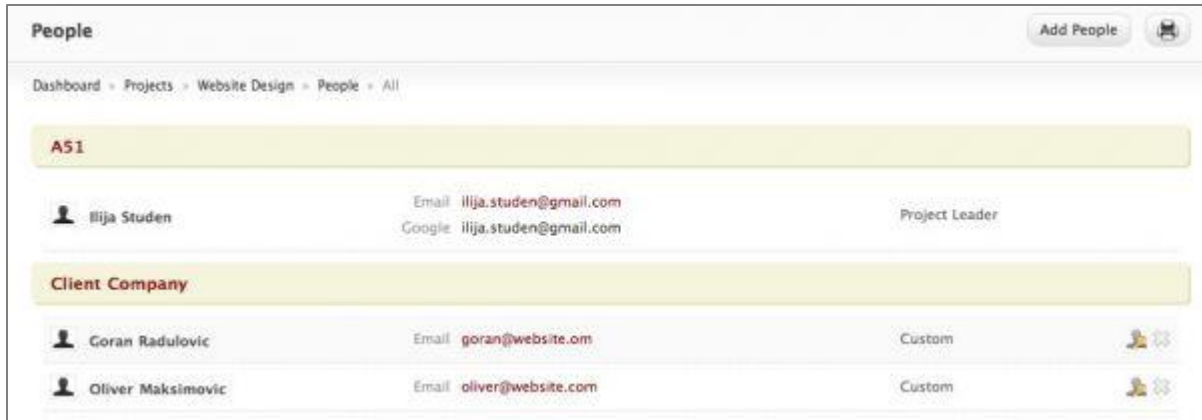 People Add People
Dashboard » Projects » Website Design » People » All
A51
Ilija Studen Email ilija.studen@gmail.com Project Leader
Google ilija.studen@gmail.com
Client Company
Goran Radulovic Email goran@website.om Custom
Oliver Maksimovic Email oliver@website.com Custom